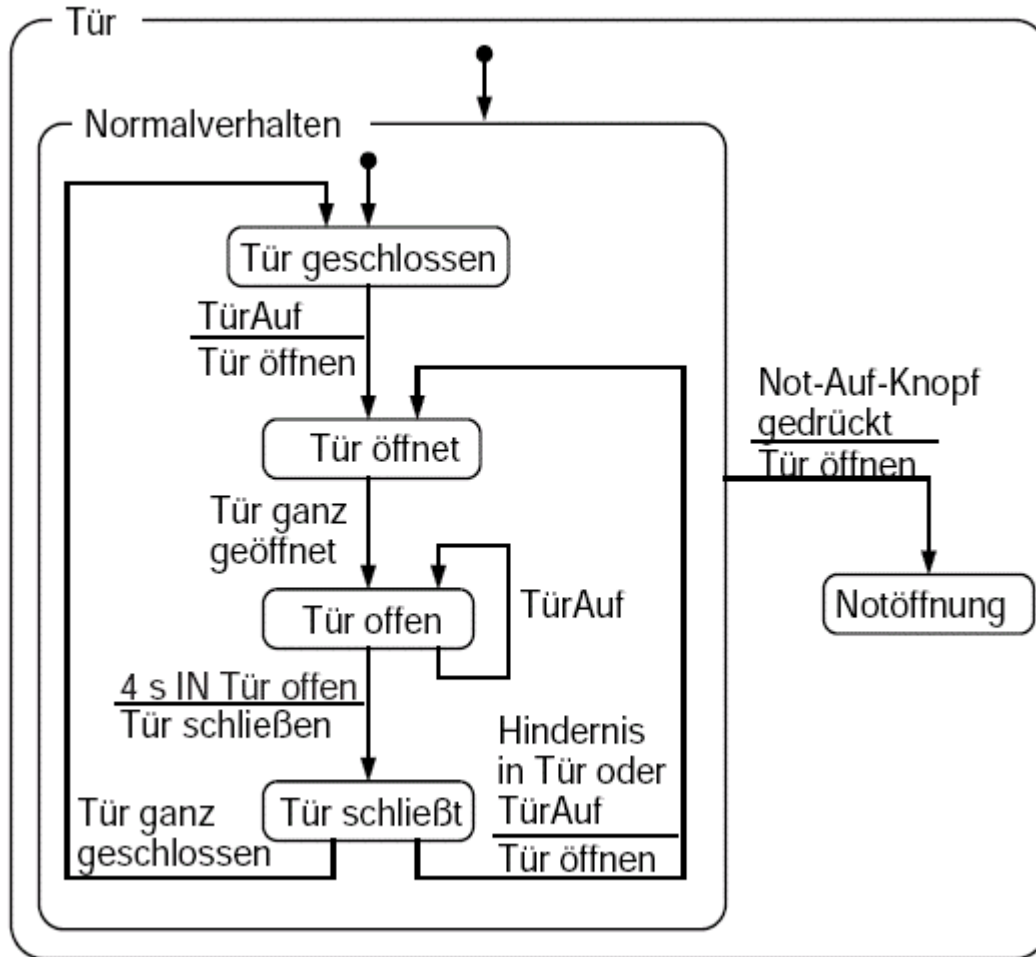 Tür
Normalverhalten
Tür geschlossen
TürAuf
Tür öffnen
Tür öffnet
Tür ganz
geöffnet
Tür offen
TürAuf
4 s IN Tür offen
Tür schließen
Tür schließt
Tür ganz
geschlossen
Hindernis
in Tür oder
TürAuf
Tür öffnen
Not-Auf-Knopf
gedrückt
Tür öffnen
Notöffnung